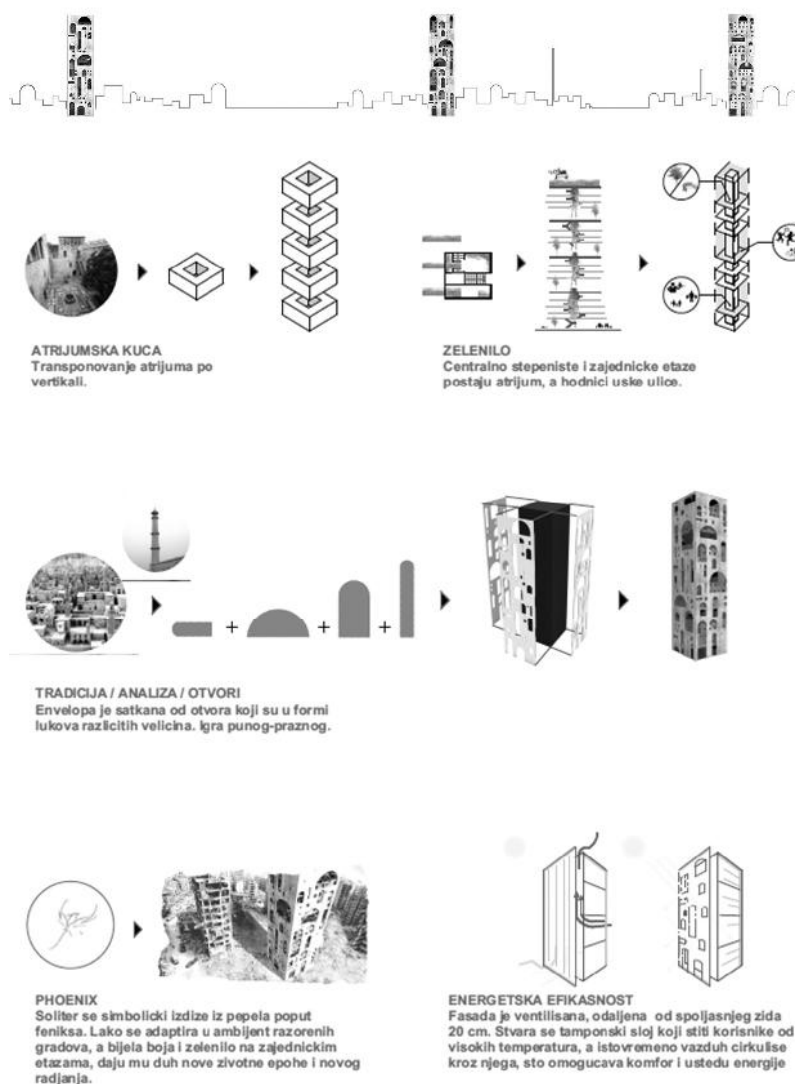 ATRIJUMSKA KUCA
Transponovanje atrijuma po
vertikali.
ZELENILO
Centralno stepeniste i zajednicke etaze
postaju atrijum, a hodnici uske ulice.
+ + +
TRADICIJA / ANALIZA / OTVORI
Envelopa je satkana od otvora koji su u formi
lukova razlicitih velicina. Igra punog-praznog.
PHOENIX
Soliter se simbolicki izdize iz pepela poput
feniksa. Lako se adaptira u ambijent razorenih
gradova, a bijela boja i zelenilo na zajednickim
etazama, daju mu duh nove zivotne epohe i novog
radjanja.
ENERGETSKA EFIKASNOST
Fasada je ventilisana, odaljena od spoljasnjeg zida
20 cm. Stvara se tamponski sloj koji stiti korisnike od
visokih temperatura, a istovremeno vazduh cirkulise
kroz njega, sto omogucava komfor i ustedu energije